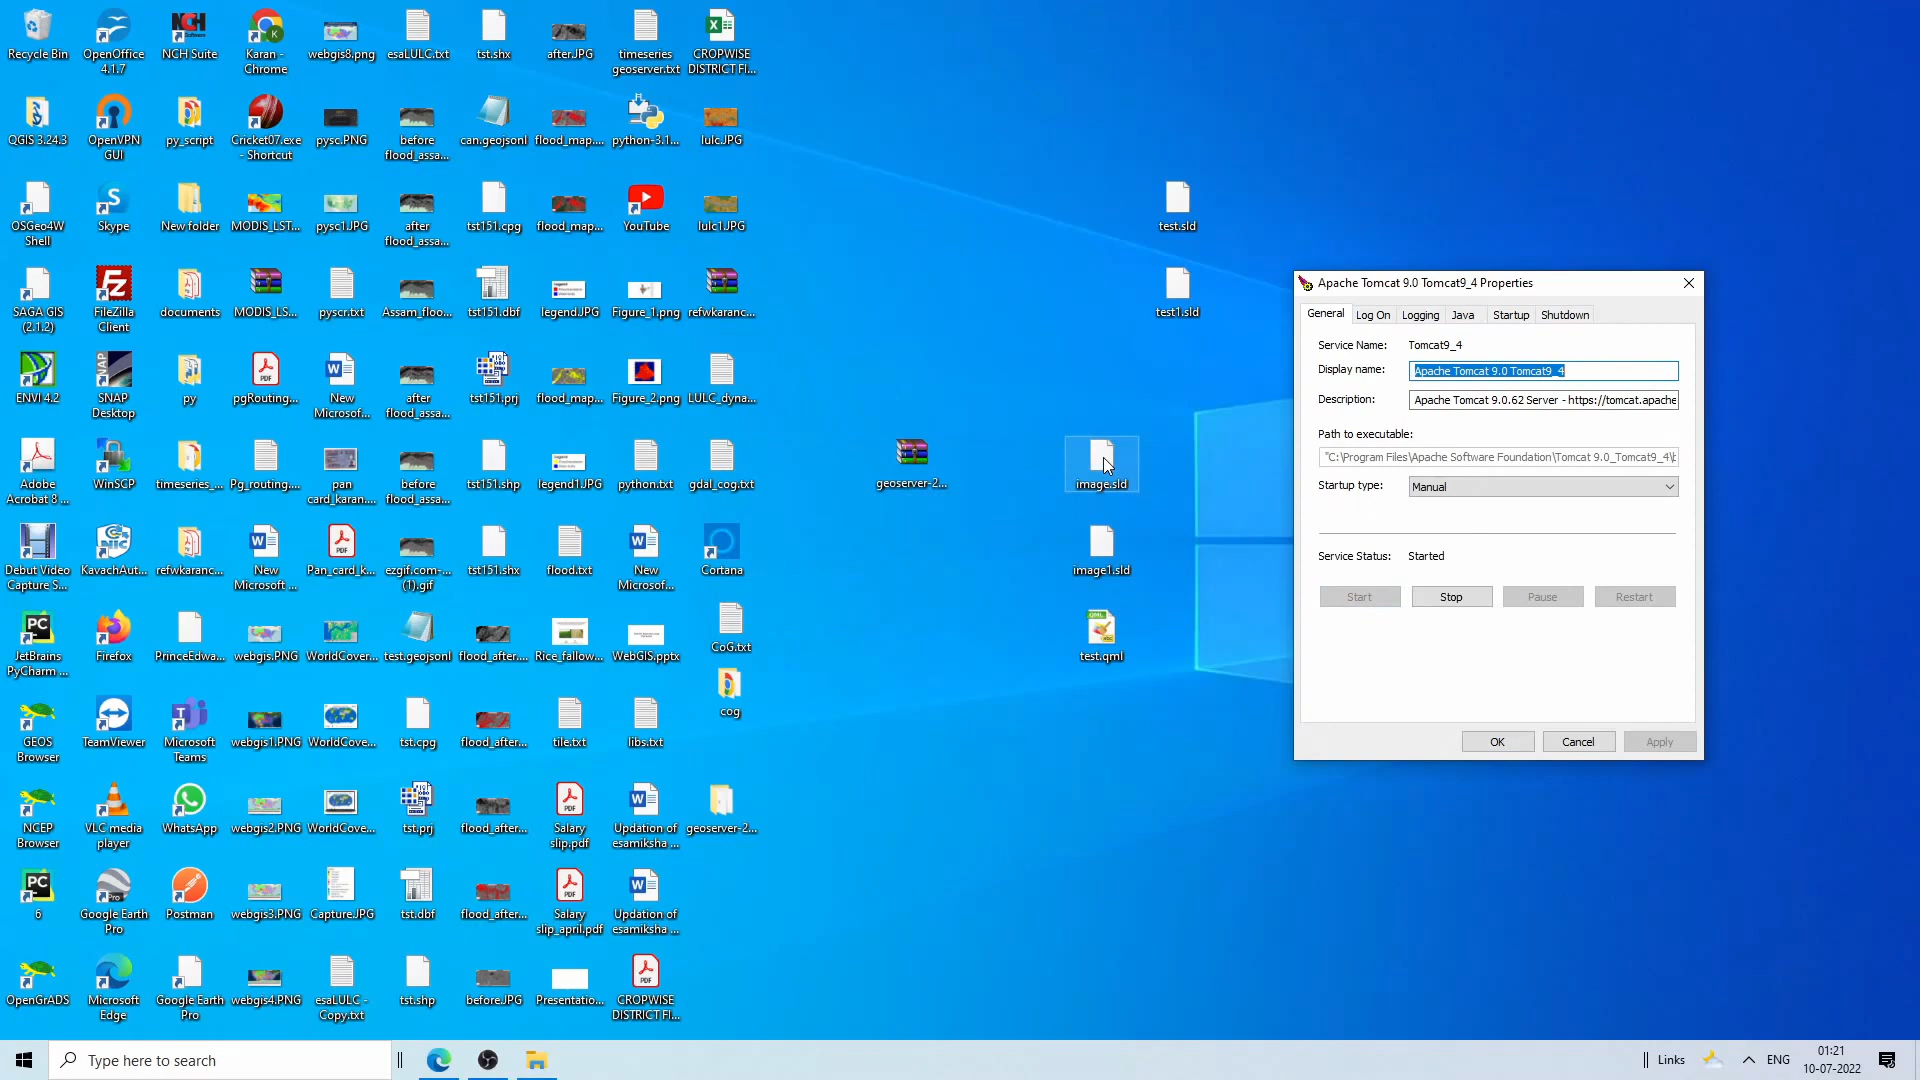 Recycle Bin
OpenOffice
4.1.7
NCH Suite
Karan -
Chrome
webgis8.png
esaLULC.txt
tst.shx
after.JPG
timeseries
geoserver.txt
CROPWISE
DISTRICT FI...
QGIS 3.24.3
OpenVPN
GUI
py_script
Cricket07.exe
- Shortcut
pysc.PNG
before
flood_assa...
can.geojsonl
flood_map....
python-3.1...
lulc.JPG
OSGeo4W
Shell
Skype
New folder
MODIS_LST...
pysc1.JPG
after
flood_assa...
tst151.cpg
flood_map...
YouTube
lulc1.JPG
test.sld
SAGA GIS
(2.1.2)
FileZilla
Client
documents
MODIS_LS...
pyscr.txt
Assam_floo...
tst151.dbf
legend.JPG
Figure_1.png
refwkaranc...
test1.sld
ENVI 4.2
SNAP
Desktop
py
pgRouting...
New
Microsof...
after
flood_assa...
tst151.prj
flood_map...
Figure_2.png
LULC_dyna...
Adobe
Acrobat 8 ...
WinSCP
timeseries_...
Pg_routing....
pan
card_karan....
before
flood_assa...
tst151.shp
legend1.JPG
python.txt
gdal_cog.txt
geoserver-2...
image.sld
Debut Video
Capture S...
KavachAut...
refwkaranc...
New
Microsoft ...
Pan_card_k...
ezgif.com-...
(1).gif
tst151.shx
flood.txt
New
Microsof...
Cortana
image1.sld
JetBrains
PyCharm ...
Firefox
PrinceEdwa...
webgis.PNG
WorldCover...
test.geojsonl
flood_after....
Rice_fallow...
WebGIS.pptx
CoG.txt
test.qml
GEOS
Browser
TeamViewer
Microsoft
Teams
webgis1.PNG
WorldCove...
tst.cpg
flood_after...
tile.txt
libs.txt
cog
NCEP
Browser
VLC media
player
WhatsApp
webgis2.PNG
WorldCove...
tst.prj
flood_after...
Salary
slip.pdf
Updation of
esamiksha ...
geoserver-2...
6
Google Earth
Pro
Postman
webgis3.PNG
Capture.JPG
tst.dbf
flood_after...
Salary
slip_april.pdf
Updation of
esamiksha ...
OpenGrADS
Microsoft
Edge
Google Earth
Pro
webgis4.PNG
esaLULC -
Copy.txt
tst.shp
before.JPG
Presentatio...
CROPWISE
DISTRICT FI...
Apache Tomcat 9.0 Tomcat9_4 Properties
General Log On Logging Java Startup Shutdown
Service Name: Tomcat9_4
Display name: Apache Tomcat 9.0 Tomcat9_4
Description: Apache Tomcat 9.0.62 Server - https://tomcat.apache
Path to executable:
"C:\Program Files\Apache Software Foundation\Tomcat 9.0_Tomcat9_4\
Startup type: Manual
Service Status: Started
Start Stop Pause Restart
OK Cancel Apply
Type here to search
Links
ENG
01:21
10-07-2022